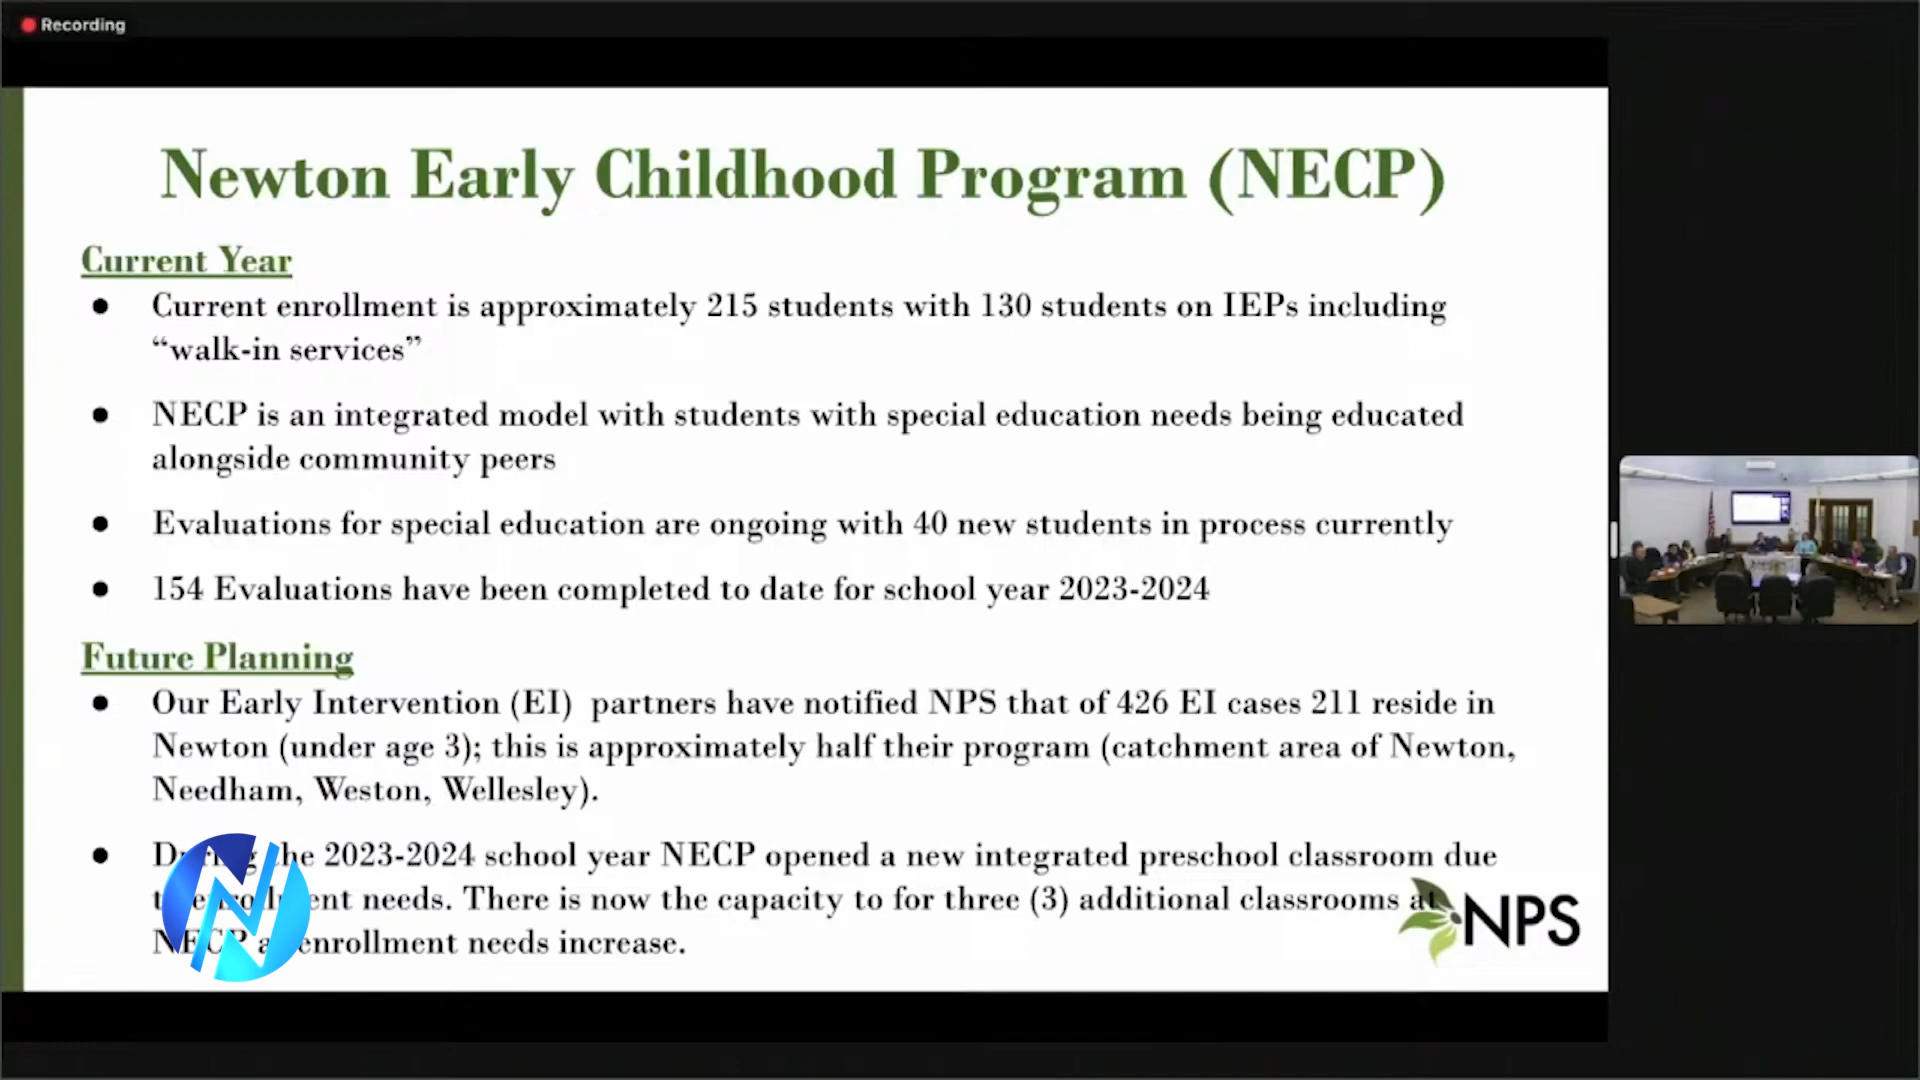 Recording
Newton Early Childhood Program (NECP)
Current Year
● Current enrollment is approximately 215 students with 130 students on IEPs including
“walk-in services”
● NECP is an integrated model with students with special education needs being educated
alongside community peers
● Evaluations for special education are ongoing with 40 new students in process currently
● 154 Evaluations have been completed to date for school year 2023-2024
Future Planning
● Our Early Intervention (EI) partners have notified NPS that of 426 EI cases 211 reside in
Newton (under age 3); this is approximately half their program (catchment area of Newton,
Needham, Weston, Wellesley).
● During the 2023-2024 school year NECP opened a new integrated preschool classroom due
needs. There is now the capacity to for three (3) additional classrooms at
NECP enrollment needs increase.
NPS